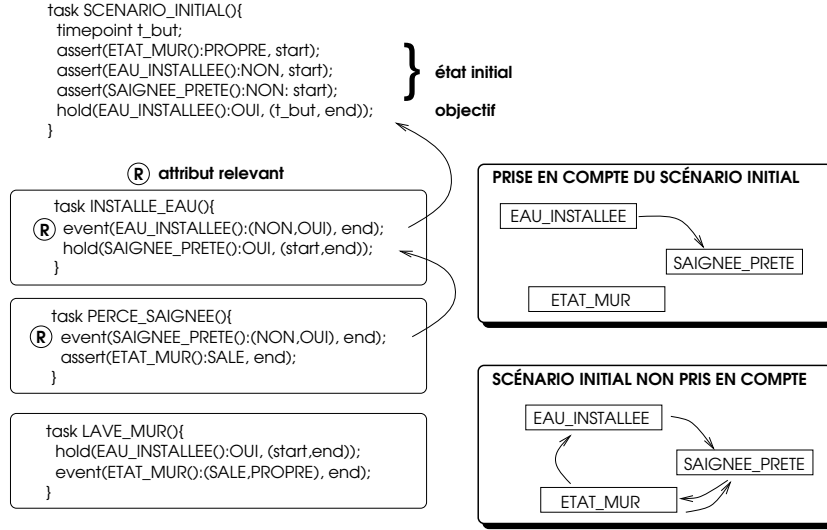 task SCENARIO_INITIAL(){
timepoint t_but;
assert(ETAT_MUR():PROPRE, start);
assert(EAU_INSTALLEE():NON, start);
assert(SAIGNEE_PRETE():NON: start);
hold(EAU_INSTALLEE():OUI, (t_but, end));
}
} état initial
objectif
R attribut relevant
task INSTALLE_EAU(){
R event(EAU_INSTALLEE():(NON,OUI), end);
hold(SAIGNEE_PRETE():OUI, (start,end));
}
task PERCE_SAIGNEE(){
R event(SAIGNEE_PRETE():(NON,OUI), end);
assert(ETAT_MUR():SALE, end);
}
task LAVE_MUR(){
hold(EAU_INSTALLEE():OUI, (start,end));
event(ETAT_MUR():(SALE,PROPRE), end);
}
PRISE EN COMPTE DU SCÉNARIO INITIAL
EAU_INSTALLEE
SAIGNEE_PRETE
ETAT_MUR
SCÉNARIO INITIAL NON PRIS EN COMPTE
EAU_INSTALLEE
SAIGNEE_PRETE
ETAT_MUR